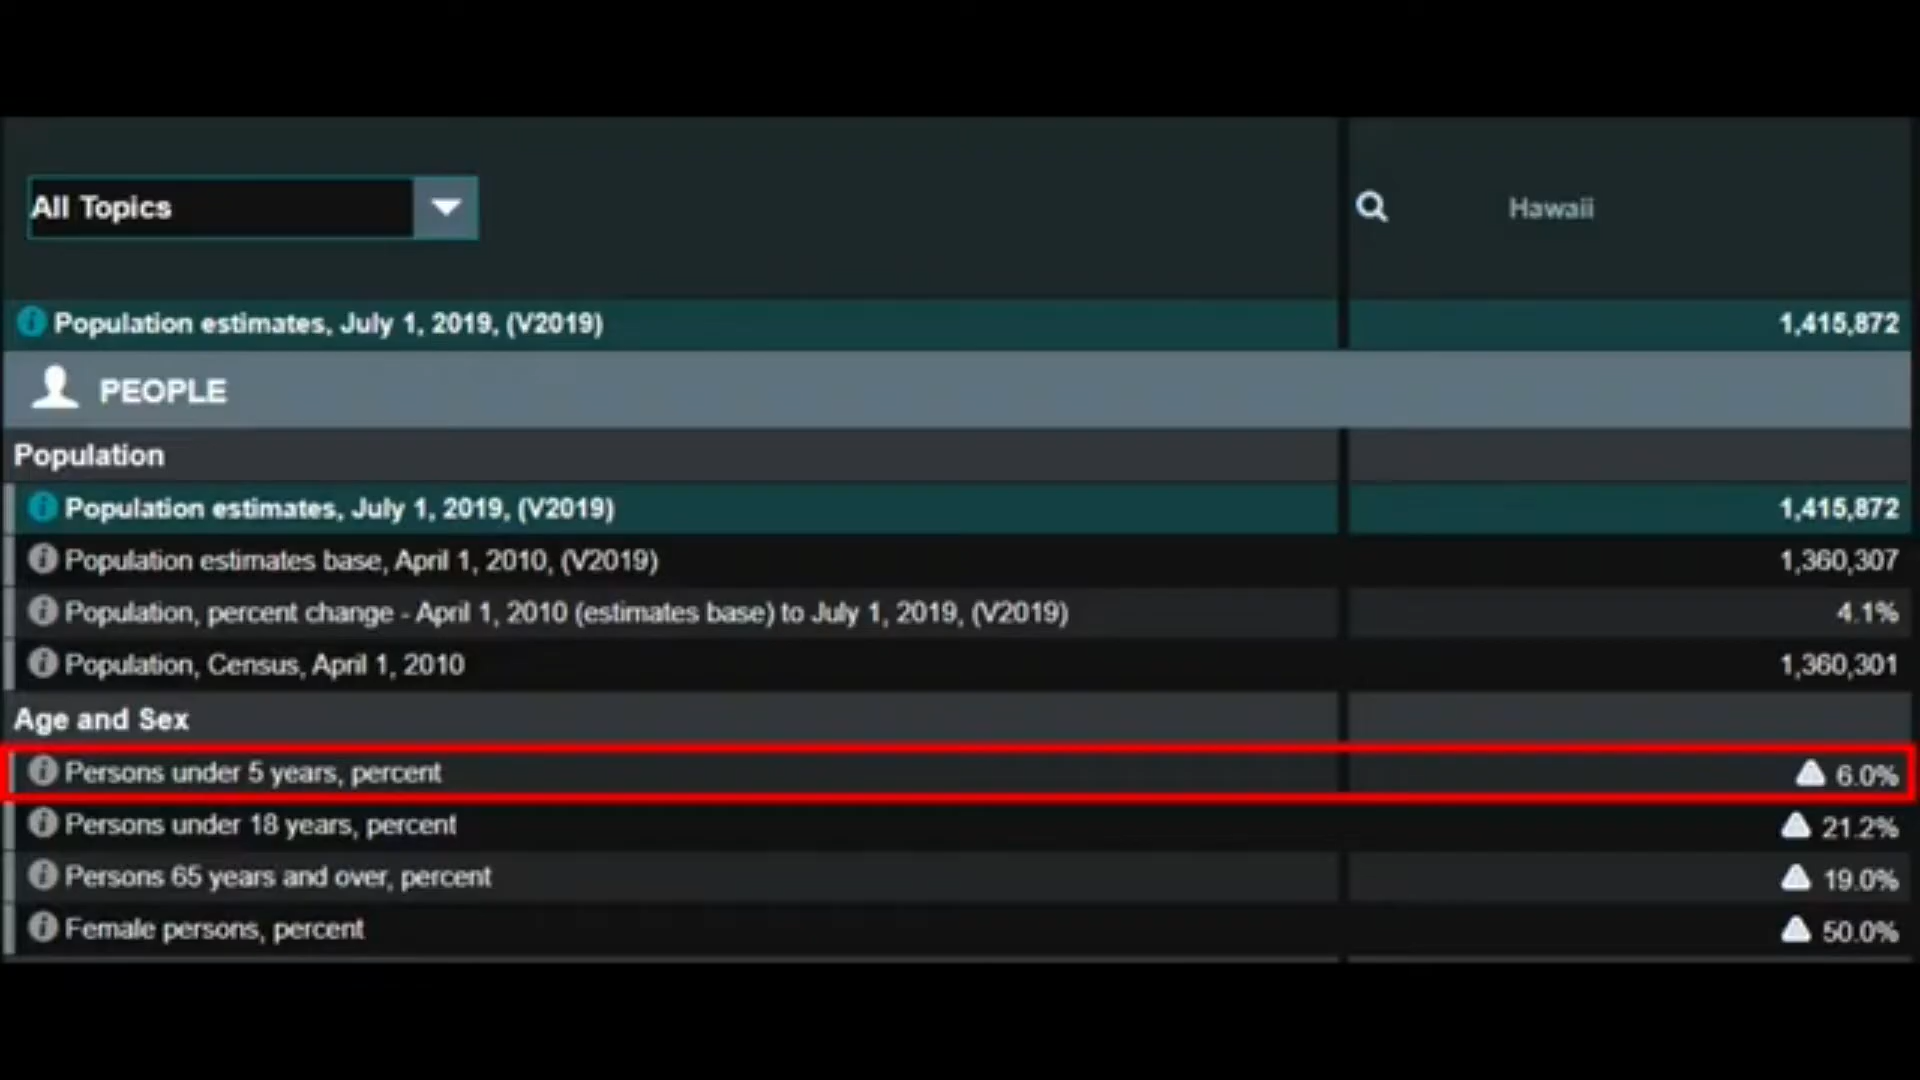 All Topics
Hawaii
Population estimates, July 1, 2019, (V2019) 1,415,872
PEOPLE
Population
Population estimates, July 1, 2019, (V2019) 1,415,872
Population estimates base, April 1, 2010, (V2019) 1,360,307
Population, percent change - April 1, 2010 (estimates base) to July 1, 2019, (V2019) 4.1%
Population, Census, April 1, 2010 1,360,301
Age and Sex
Persons under 5 years, percent 6.0%
Persons under 18 years, percent 21.2%
Persons 65 years and over, percent 19.0%
Female persons, percent 50.0%